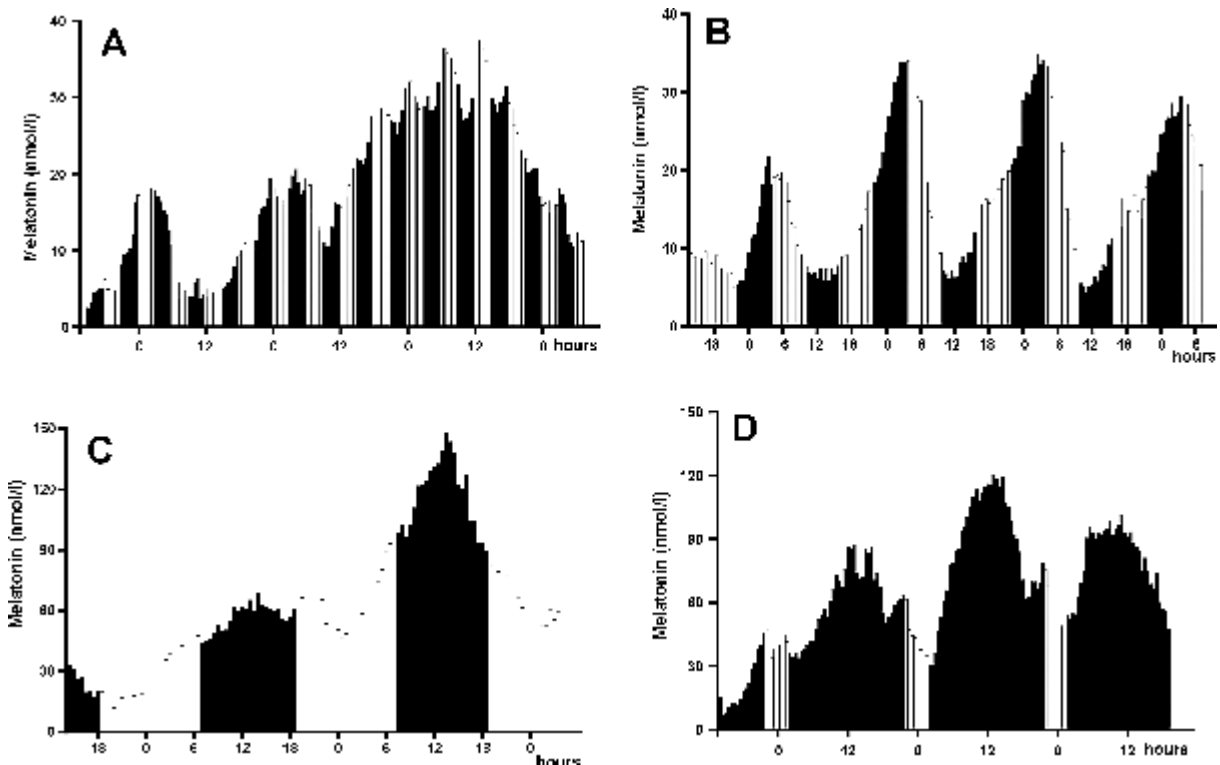 A
40
30
20
10
0
Melatonin (nmol/l)
0 12 0 12 0 12 0 hours
B
40
30
20
10
0
Melatonin (nmol/l)
18 0 6 12 18 0 6 12 18 0 6 12 18 0 6
hours
C
150
120
90
60
30
0
Melatonin (nmol/l)
18 0 6 12 18 0 6 12 18 0
hours
D
150
120
90
60
30
0
Melatonin (nmol/l)
0 12 0 12 0 12 hours